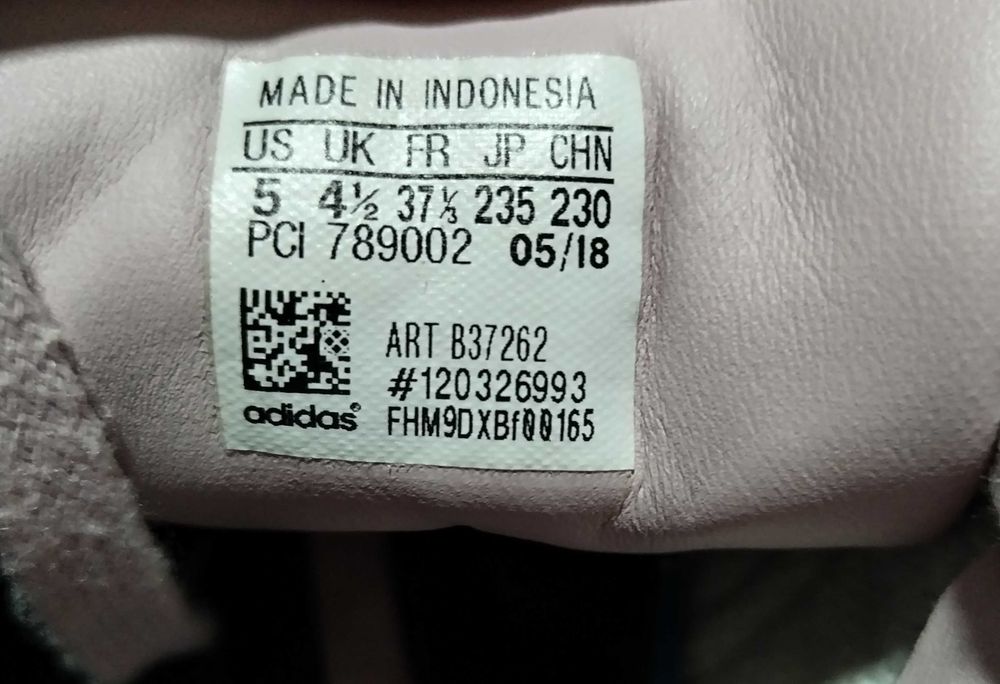 MADE IN INDONESIA
US UK FR JP CHN
5 4½ 37⅓ 235 230
PCI 789002 05/18
ART B37262
#120326993
adidas®
FHM9DXBf00165